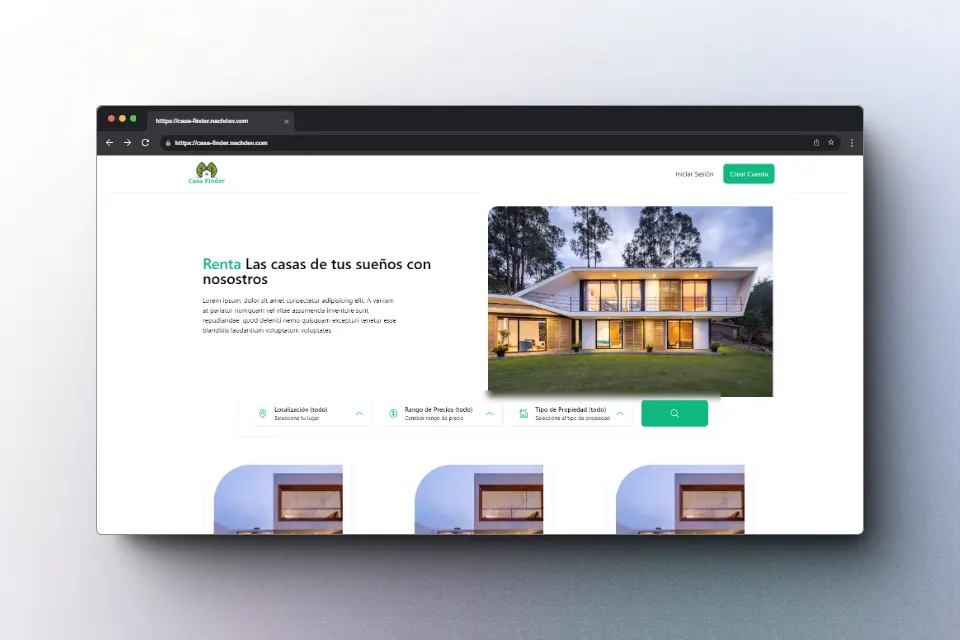 https://casa-finder.nachdev.com
https://casa-finder.nachdev.com
Casa Finder
Iniciar Sesión
Crear Cuenta
Renta Las casas de tus sueños con
nosostros
Lorem ipsum, dolor sit amet consectetur adipisicing elit. A veniam
at pariatur numquam vel vitae assumenda inventore sunt
repudiandae, quod deleniti nemo quisquam excepturi tenetur esse
blanditiis laudantium voluptatum voluptates.
Localización (todo)
Selecciona tu lugar
Rango de Precios (todo)
Cambiar rango de precio
Tipo de Propiedad (todo)
Selecciona el tipo de propiedad